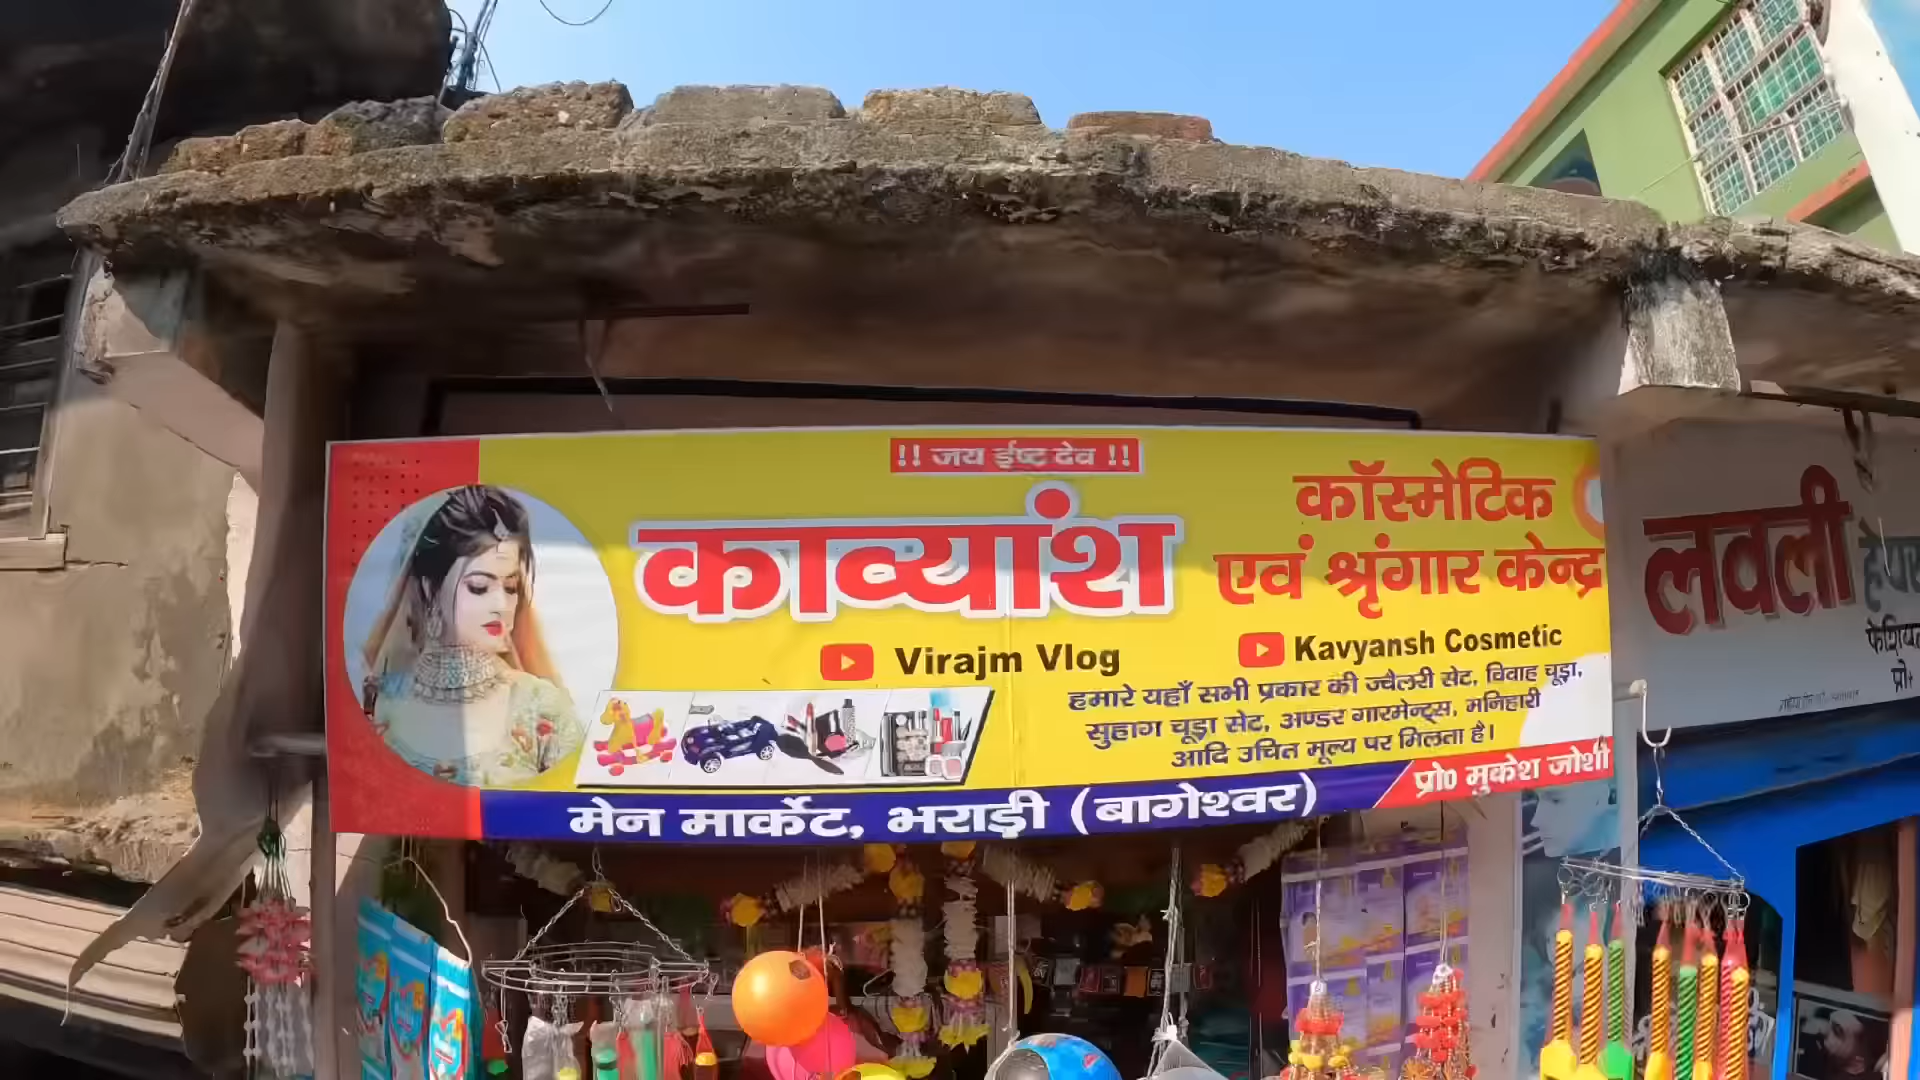 !! जय ईष्ट देव !!
काव्यांश
कॉस्मेटिक
एवं श्रृंगार केन्द्र
Virajm Vlog
Kavyansh Cosmetic
हमारे यहाँ सभी प्रकार की ज्वैलरी सेट, विवाह चूड़ा,
सुहाग चूड़ा सेट, अण्डर गारमेन्ट्स, मनिहारी
आदि उचित मूल्य पर मिलता है।
प्रो० मुकेश जोशी
मेन मार्केट, भराड़ी (बागेश्वर)
लवली
प्रो०